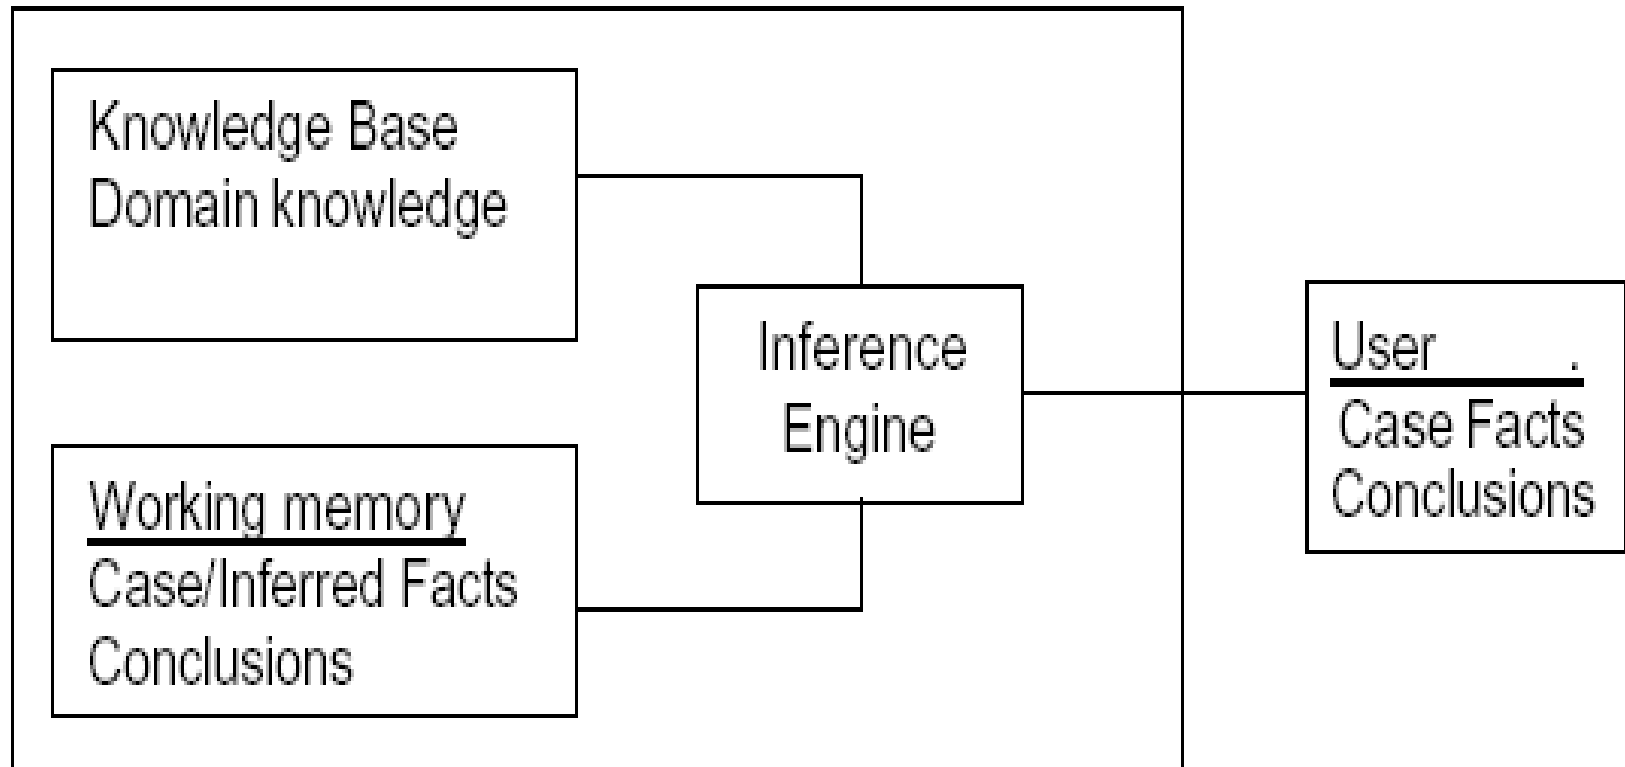 Knowledge Base
Domain knowledge
Working memory
Case/Inferred Facts
Conclusions
Inference
Engine
User .
Case Facts
Conclusions